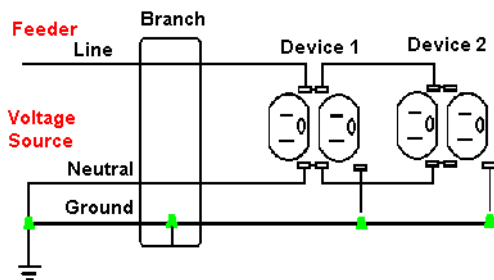 Feeder
Branch
Line
Device 1
Device 2
Voltage
Source
Neutral
Ground